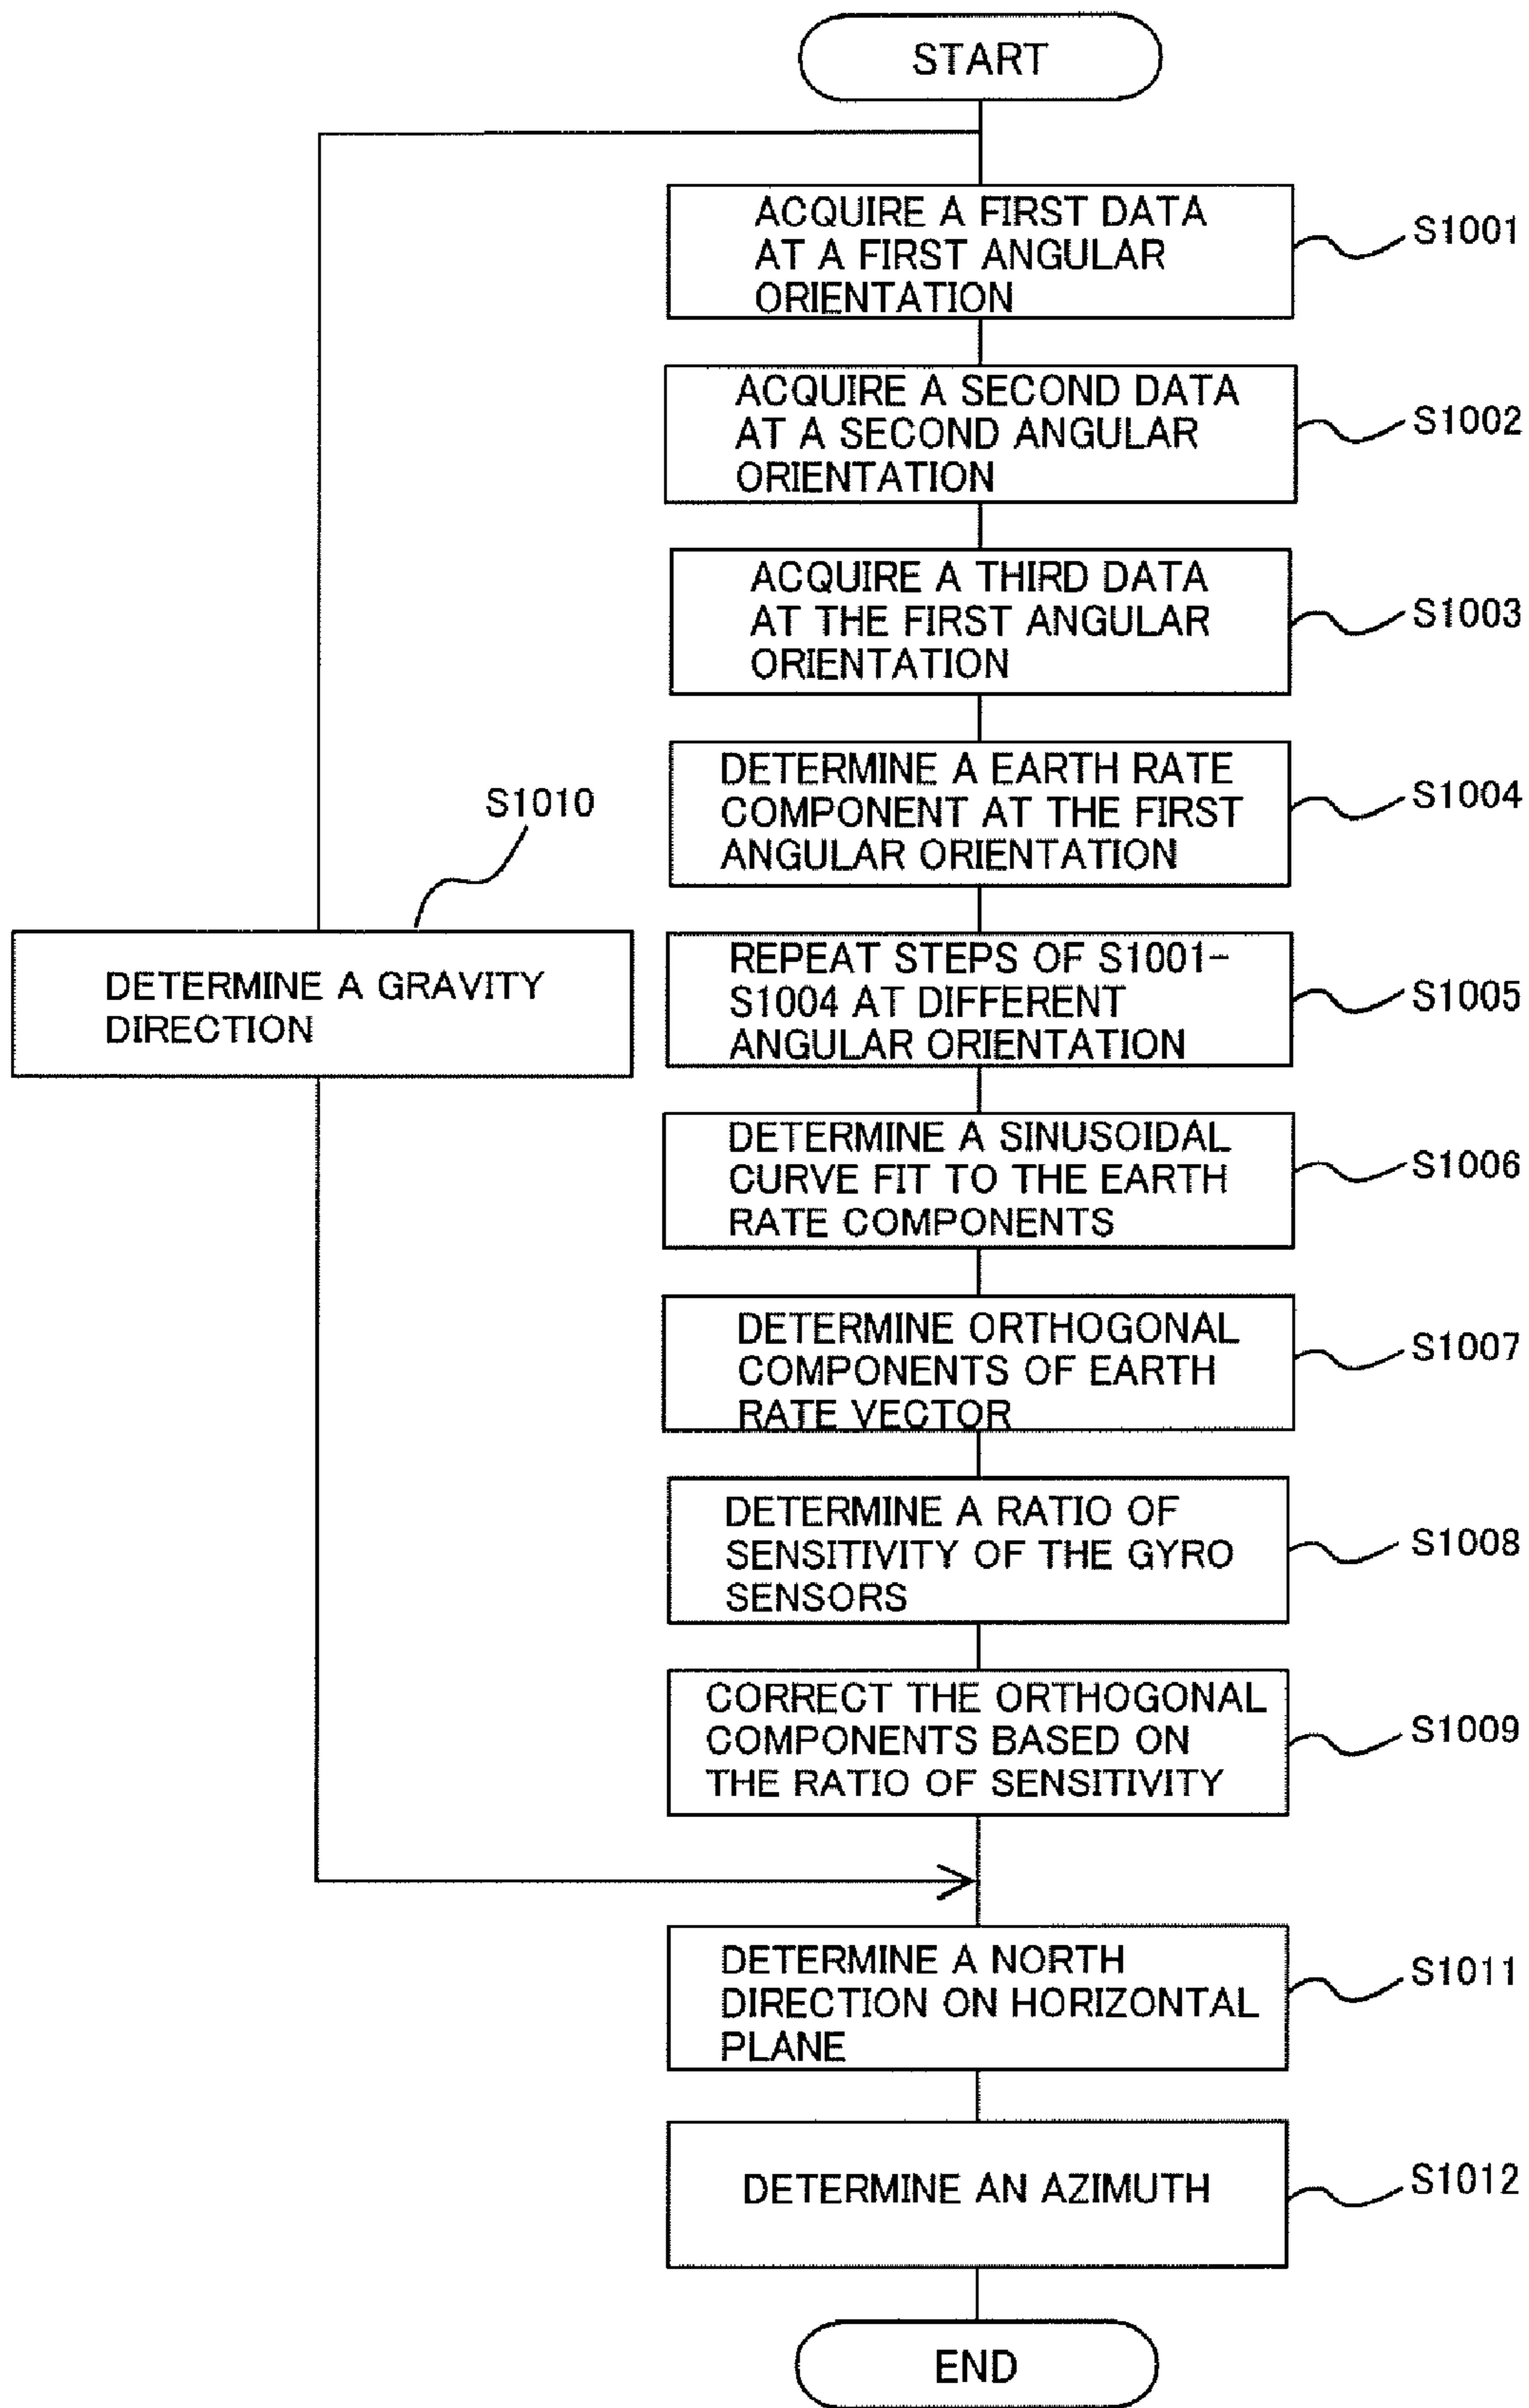 START
ACQUIRE A FIRST DATA
AT A FIRST ANGULAR
ORIENTATION
S1001
ACQUIRE A SECOND DATA
AT A SECOND ANGULAR
ORIENTATION
S1002
ACQUIRE A THIRD DATA
AT THE FIRST ANGULAR
ORIENTATION
S1003
DETERMINE A EARTH RATE
COMPONENT AT THE FIRST
ANGULAR ORIENTATION
S1004
S1010
DETERMINE A GRAVITY
DIRECTION
REPEAT STEPS OF S1001-
S1004 AT DIFFERENT
ANGULAR ORIENTATION
S1005
DETERMINE A SINUSOIDAL
CURVE FIT TO THE EARTH
RATE COMPONENTS
S1006
DETERMINE ORTHOGONAL
COMPONENTS OF EARTH
RATE VECTOR
S1007
DETERMINE A RATIO OF
SENSITIVITY OF THE GYRO
SENSORS
S1008
CORRECT THE ORTHOGONAL
COMPONENTS BASED ON
THE RATIO OF SENSITIVITY
S1009
DETERMINE A NORTH
DIRECTION ON HORIZONTAL
PLANE
S1011
DETERMINE AN AZIMUTH
S1012
END